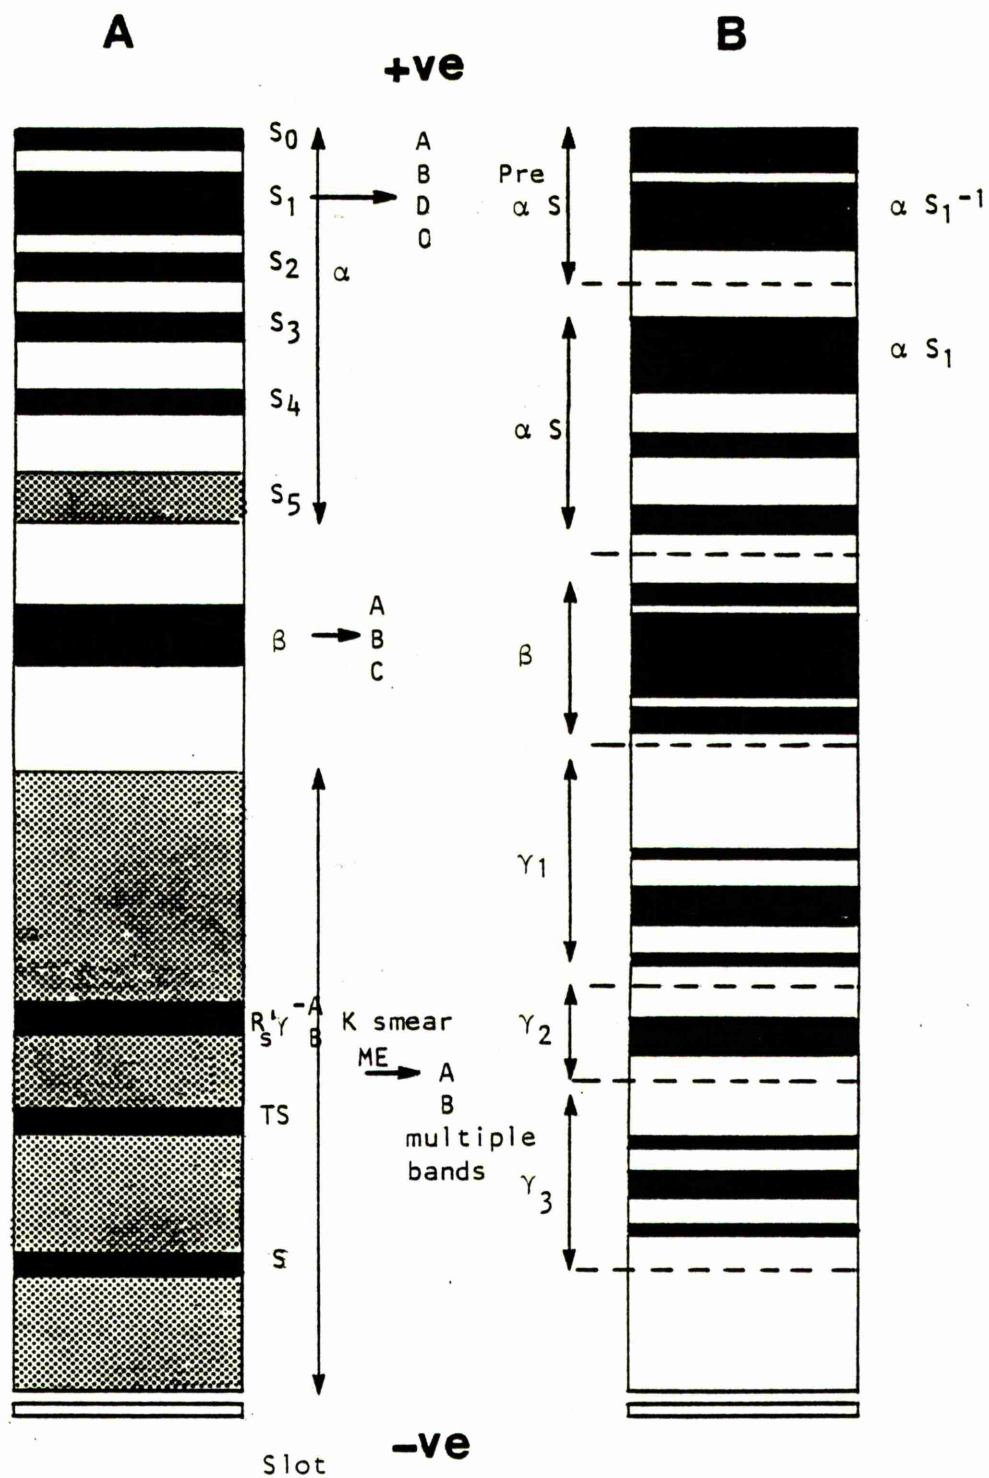 A
B
+ve
S0
S1
S2
S3
S4
S5
α
A
B
D
O
β
A
B
C
Rs'γ-A
B
K smear
ME
A
B
multiple
bands
TS
S
Pre
α S
α S
β
γ1
γ2
γ3
α S1-1
α S1
-ve
Slot